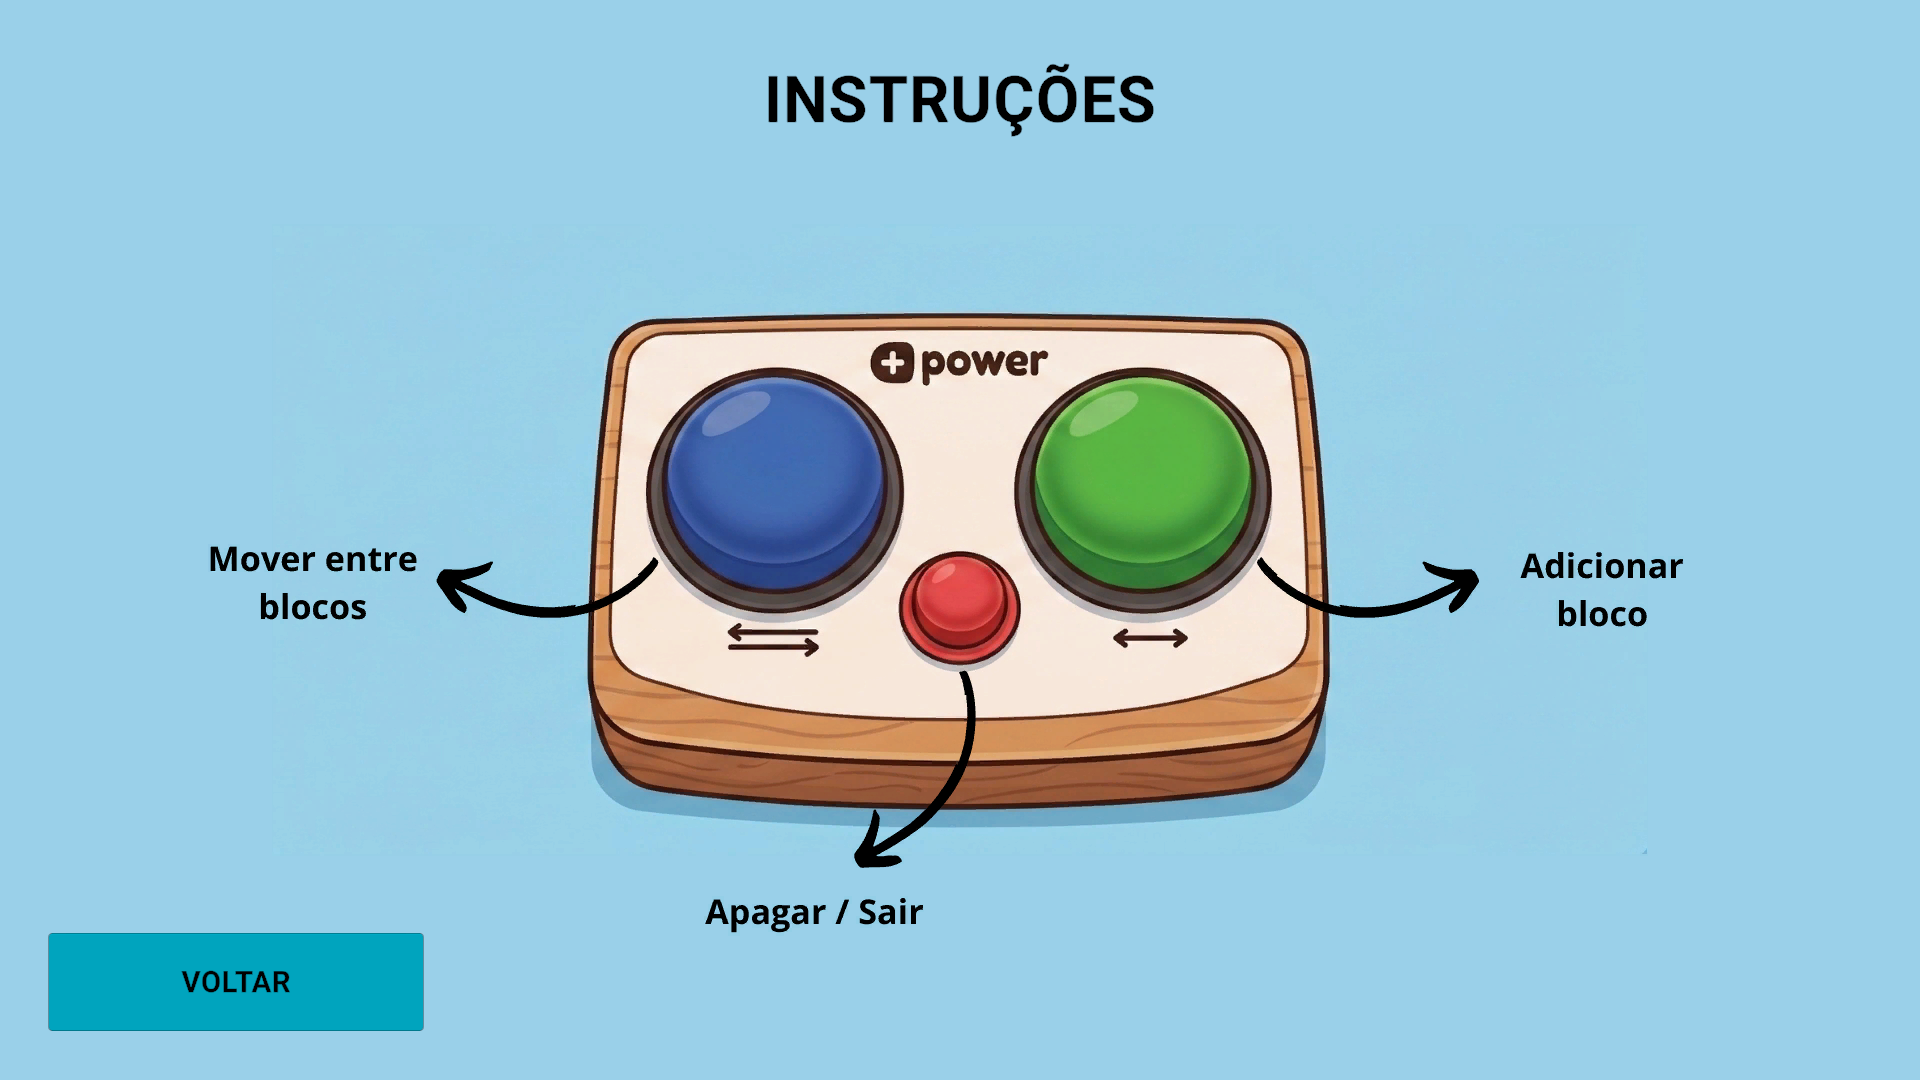 INSTRUÇÕES
power
Mover entre
blocos
Adicionar
bloco
Apagar / Sair
VOLTAR